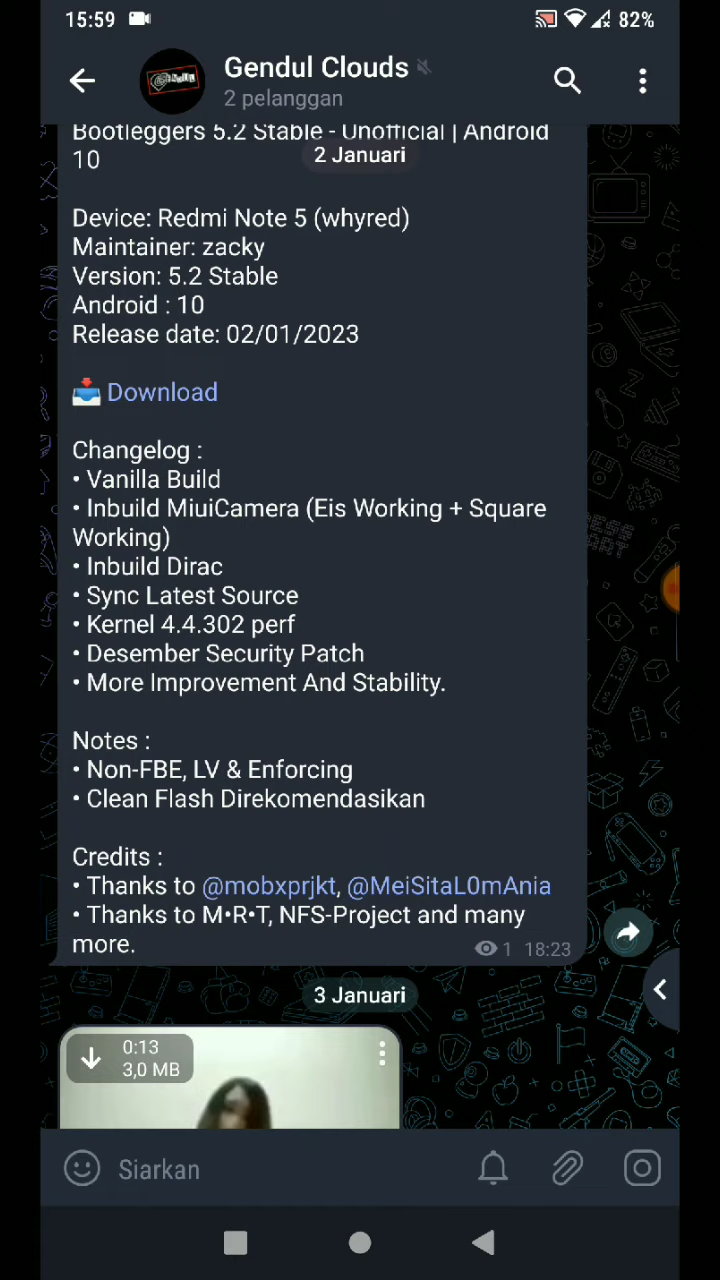 15:59
82%
Gendul Clouds
2 pelanggan
Bootleggers 5.2 Stable - Unofficial | Android
10
2 Januari
Device: Redmi Note 5 (whyred)
Maintainer: zacky
Version: 5.2 Stable
Android : 10
Release date: 02/01/2023
Download
Changelog :
• Vanilla Build
• Inbuild MiuiCamera (Eis Working + Square
Working)
• Inbuild Dirac
• Sync Latest Source
• Kernel 4.4.302 perf
• Desember Security Patch
• More Improvement And Stability.
Notes :
• Non-FBE, LV & Enforcing
• Clean Flash Direkomendasikan
Credits :
• Thanks to @mobxprjkt, @MeiSitaL0mAnia
• Thanks to M•R•T, NFS-Project and many
more.
1 18:23
3 Januari
0:13
3,0 MB
Siarkan